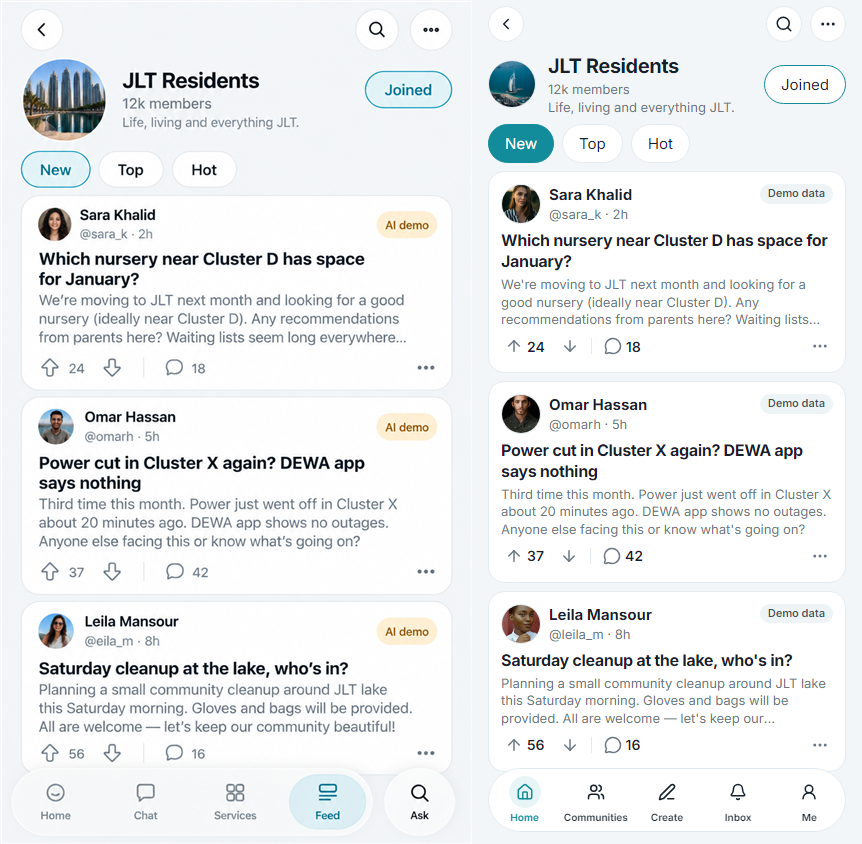 JLT Residents
12k members
Life, living and everything JLT.
Joined
New
Top
Hot
Sara Khalid
@sara_k · 2h
AI demo
Which nursery near Cluster D has space
for January?
We’re moving to JLT next month and looking for a good
nursery (ideally near Cluster D). Any recommendations
from parents here? Waiting lists seem long everywhere...
24
18
Omar Hassan
@omarh · 5h
AI demo
Power cut in Cluster X again? DEWA app
says nothing
Third time this month. Power just went off in Cluster X
about 20 minutes ago. DEWA app shows no outages.
Anyone else facing this or know what’s going on?
37
42
Leila Mansour
@eila_m · 8h
AI demo
Saturday cleanup at the lake, who’s in?
Planning a small community cleanup around JLT lake
this Saturday morning. Gloves and bags will be provided.
All are welcome — let’s keep our community beautiful!
56
16
Home
Chat
Services
Feed
Ask
JLT Residents
12k members
Life, living and everything JLT.
Joined
New
Top
Hot
Sara Khalid
@sara_k · 2h
Demo data
Which nursery near Cluster D has space for
January?
We're moving to JLT next month and looking for a
good nursery (ideally near Cluster D). Any
recommendations from parents here? Waiting lists...
24
18
Omar Hassan
@omarh · 5h
Demo data
Power cut in Cluster X again? DEWA app
says nothing
Third time this month. Power just went off in Cluster X
about 20 minutes ago. DEWA app shows no outages.
Anyone else facing this or know what's going on?
37
42
Leila Mansour
@leila_m · 8h
Demo data
Saturday cleanup at the lake, who's in?
Planning a small community cleanup around JLT lake
this Saturday morning. Gloves and bags will be
provided. All are welcome — let's keep our...
56
16
Home
Communities
Create
Inbox
Me